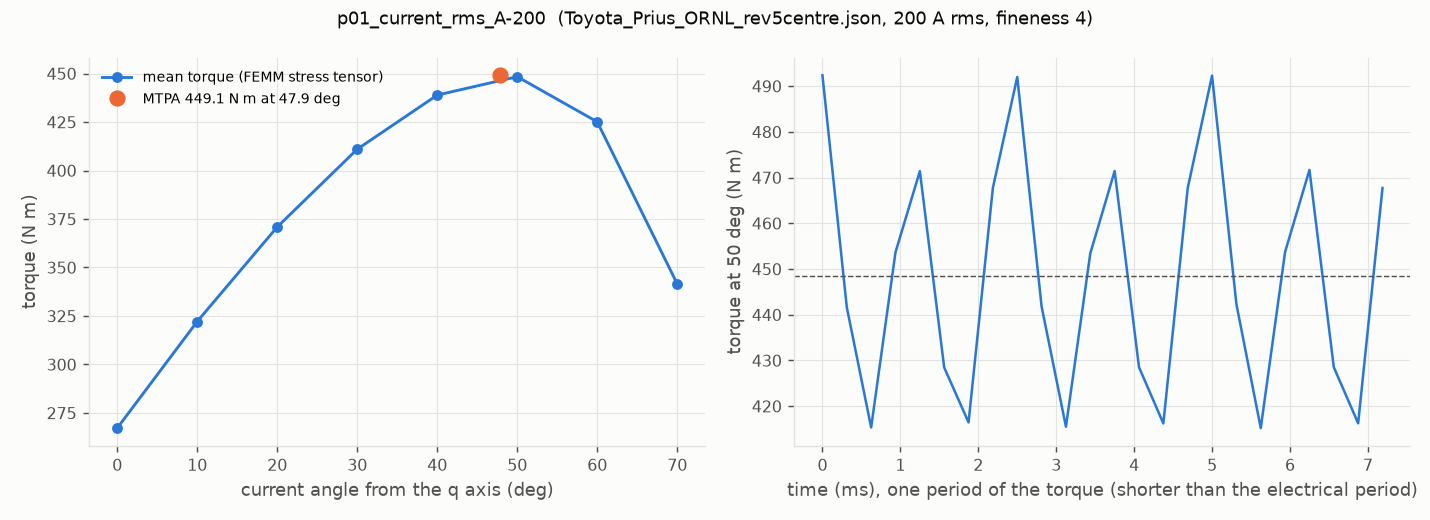 p01_current_rms_A-200  (Toyota_Prius_ORNL_rev5centre.json, 200 A rms, fineness 4)
torque (N m)
450
425
400
375
350
325
300
275
mean torque (FEMM stress tensor)
MTPA 449.1 N m at 47.9 deg
0 10 20 30 40 50 60 70
current angle from the q axis (deg)
torque at 50 deg (N m)
490
480
470
460
450
440
430
420
0 1 2 3 4 5 6 7
time (ms), one period of the torque (shorter than the electrical period)